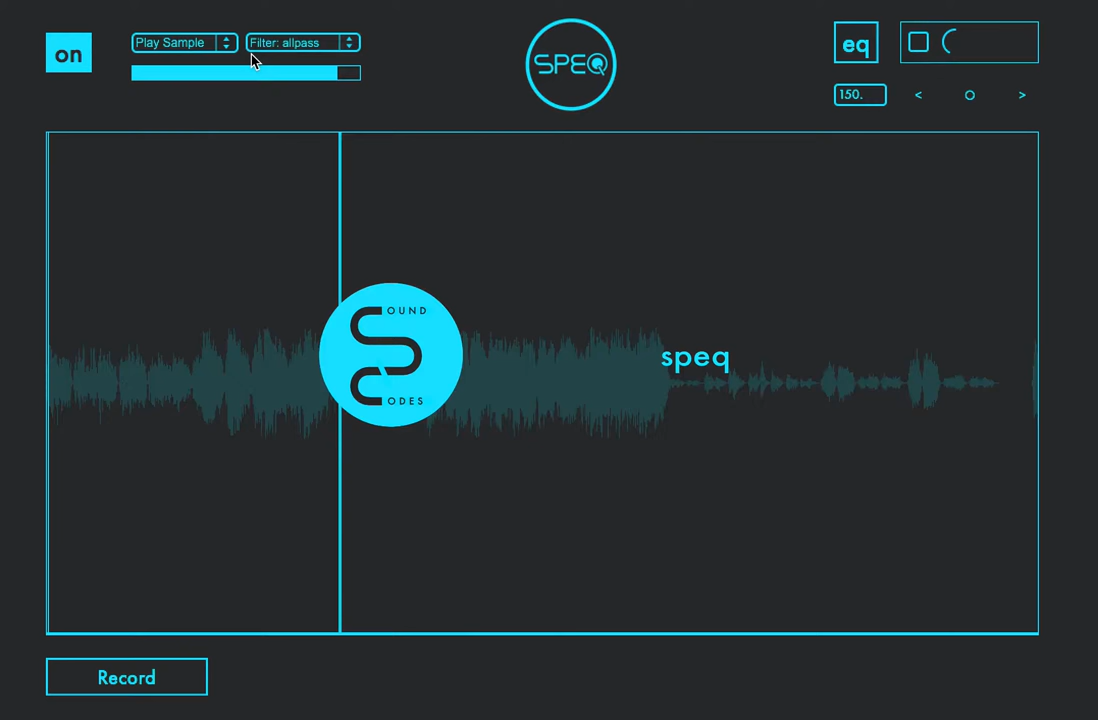 on
Play Sample
Filter: allpass
SPEQ
eq
150.
<
>
OUND
ODES
speq
Record